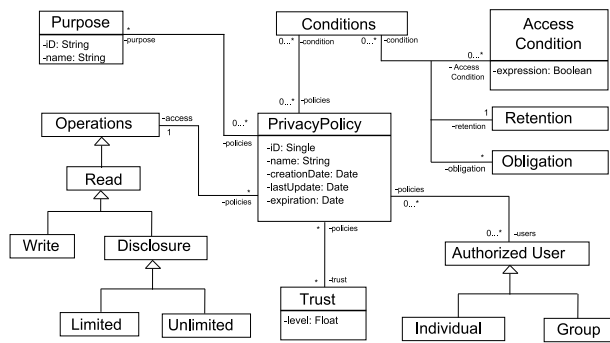 Purpose
-iD: String
-name: String
*
-purpose
Conditions
0...*
-condition
0...*
-condition
Access
Condition
-expression: Boolean
0...*
-Access
Condition
1
-retention
Retention
*
-obligation
Obligation
0...*
-policies
0...*
-policies
PrivacyPolicy
-iD: Single
-name: String
-creationDate: Date
-lastUpdate: Date
-expiration: Date
Operations
-access
1
*
-policies
Read
Write
Disclosure
Limited
Unlimited
-policies
0...*
0...*
-users
Authorized User
Individual
Group
*
-policies
*
-trust
Trust
-level: Float